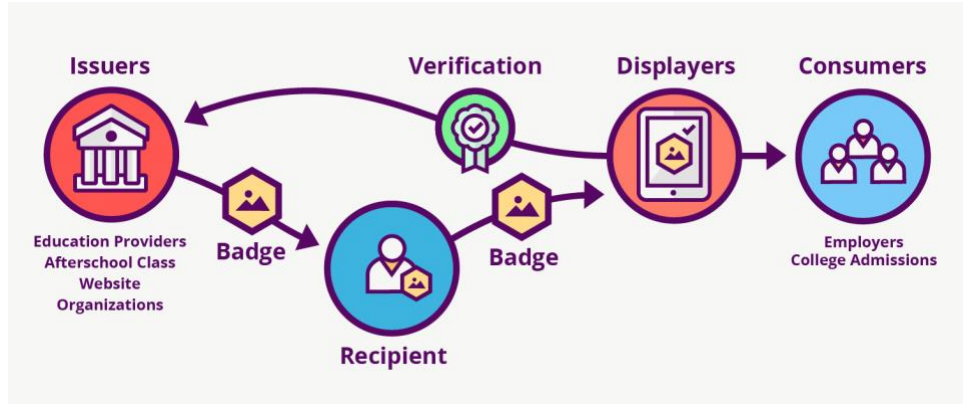 Issuers
Verification
Displayers
Consumers
Education Providers
Afterschool Class
Website
Organizations
Badge
Badge
Employers
College Admissions
Recipient